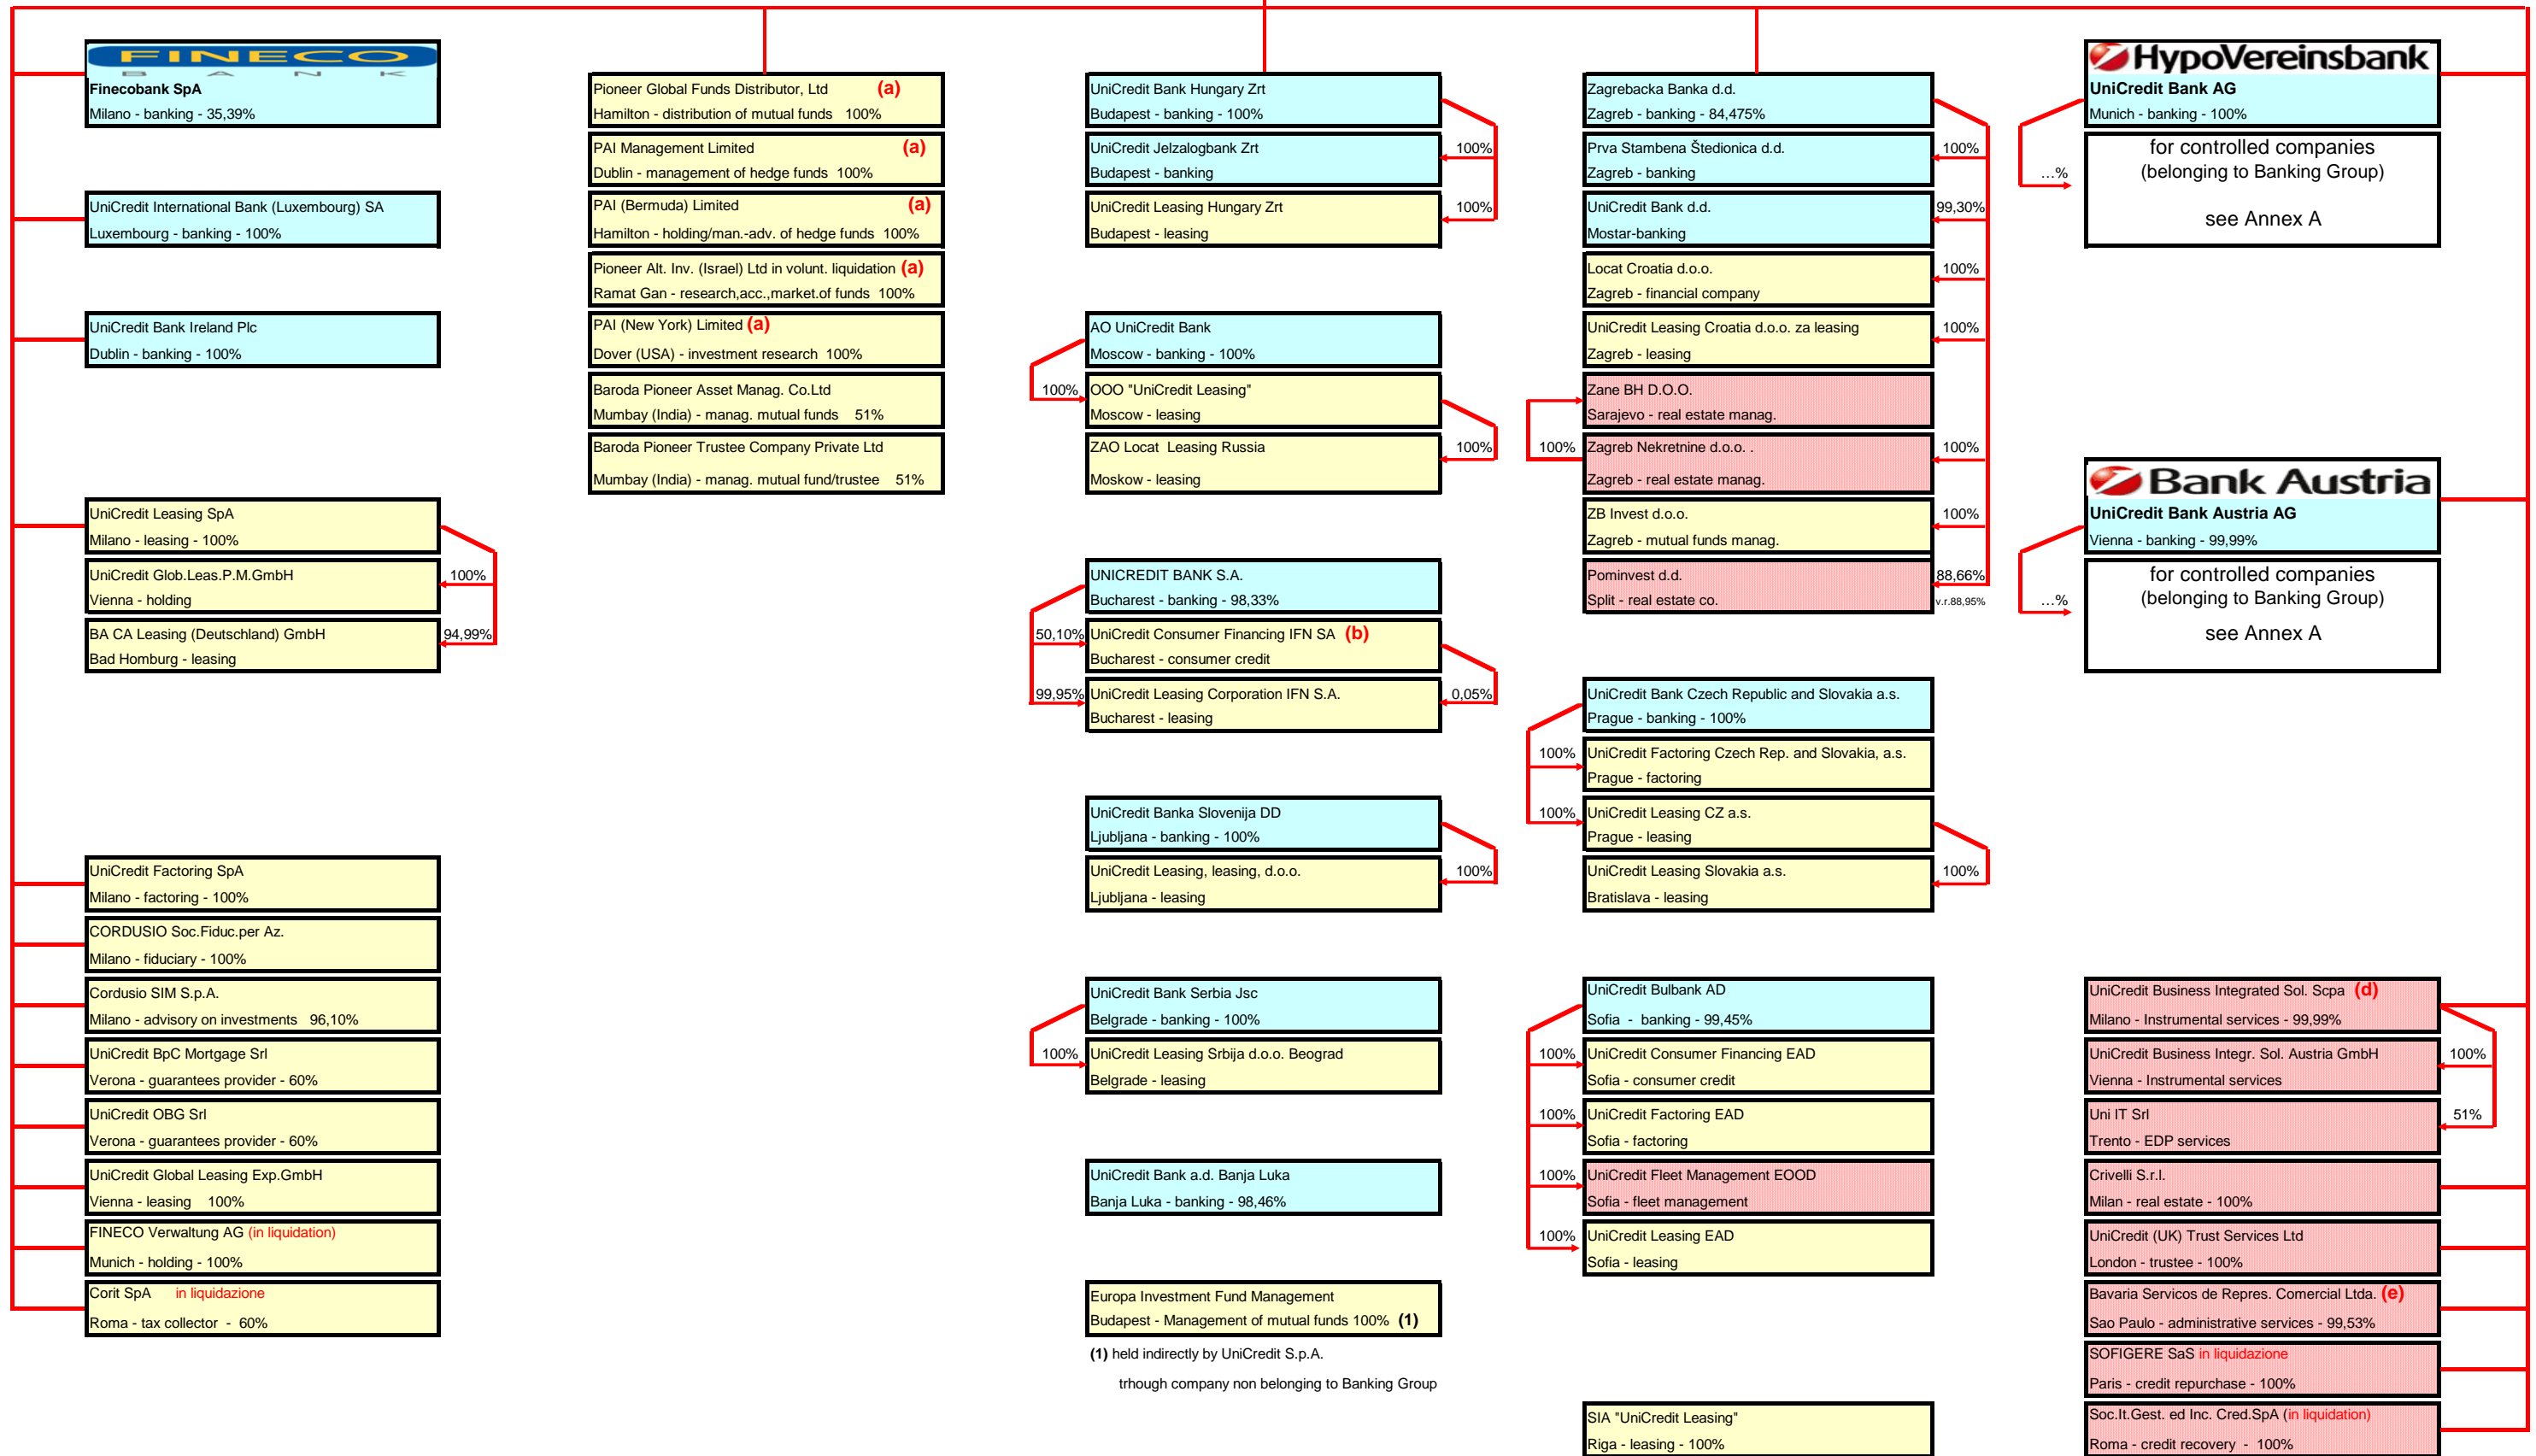 FINECO
BANK
Finecobank SpA
Milano - banking - 35,39%
UniCredit International Bank (Luxembourg) SA
Luxembourg - banking - 100%
UniCredit Bank Ireland Plc
Dublin - banking - 100%
UniCredit Leasing SpA
Milano - leasing - 100%
UniCredit Glob.Leas.P.M.GmbH
Vienna - holding
100%
BA CA Leasing (Deutschland) GmbH
Bad Homburg - leasing
94,99%
UniCredit Factoring SpA
Milano - factoring - 100%
CORDUSIO Soc.Fiduc.per Az.
Milano - fiduciary - 100%
Cordusio SIM S.p.A.
Milano - advisory on investments 96,10%
UniCredit BpC Mortgage Srl
Verona - guarantees provider - 60%
UniCredit OBG Srl
Verona - guarantees provider - 60%
UniCredit Global Leasing Exp.GmbH
Vienna - leasing 100%
FINECO Verwaltung AG (in liquidation)
Munich - holding - 100%
Corit SpA in liquidazione
Roma - tax collector - 60%
Pioneer Global Funds Distributor, Ltd (a)
Hamilton - distribution of mutual funds 100%
PAI Management Limited (a)
Dublin - management of hedge funds 100%
PAI (Bermuda) Limited (a)
Hamilton - holding/man.-adv. of hedge funds 100%
Pioneer Alt. Inv. (Israel) Ltd in volunt. liquidation (a)
Ramat Gan - research,acc.,market.of funds 100%
PAI (New York) Limited (a)
Dover (USA) - investment research 100%
Baroda Pioneer Asset Manag. Co.Ltd
Mumbay (India) - manag. mutual funds 51%
Baroda Pioneer Trustee Company Private Ltd
Mumbay (India) - manag. mutual fund/trustee 51%
UniCredit Bank Hungary Zrt
Budapest - banking - 100%
UniCredit Jelzalogbank Zrt
Budapest - banking
100%
UniCredit Leasing Hungary Zrt
Budapest - leasing
100%
AO UniCredit Bank
Moscow - banking - 100%
100%
OOO "UniCredit Leasing"
Moscow - leasing
ZAO Locat Leasing Russia
Moskow - leasing
100%
UNICREDIT BANK S.A.
Bucharest - banking - 98,33%
50,10%
UniCredit Consumer Financing IFN SA (b)
Bucharest - consumer credit
99,95%
UniCredit Leasing Corporation IFN S.A.
Bucharest - leasing
0,05%
UniCredit Banka Slovenija DD
Ljubljana - banking - 100%
UniCredit Leasing, leasing, d.o.o.
Ljubljana - leasing
100%
UniCredit Bank Serbia Jsc
Belgrade - banking - 100%
100%
UniCredit Leasing Srbija d.o.o. Beograd
Belgrade - leasing
UniCredit Bank a.d. Banja Luka
Banja Luka - banking - 98,46%
Europa Investment Fund Management
Budapest - Management of mutual funds 100% (1)
(1) held indirectly by UniCredit S.p.A.
trhough company non belonging to Banking Group
Zagrebacka Banka d.d.
Zagreb - banking - 84,475%
Prva Stambena Štedionica d.d.
Zagreb - banking
100%
UniCredit Bank d.d.
Mostar-banking
99,30%
Locat Croatia d.o.o.
Zagreb - financial company
100%
UniCredit Leasing Croatia d.o.o. za leasing
Zagreb - leasing
100%
Zane BH D.O.O.
Sarajevo - real estate manag.
100%
Zagreb Nekretnine d.o.o. .
Zagreb - real estate manag.
100%
ZB Invest d.o.o.
Zagreb - mutual funds manag.
100%
Pominvest d.d.
Split - real estate co.
88,66%
v.r.88,95%
UniCredit Bank Czech Republic and Slovakia a.s.
Prague - banking - 100%
100%
UniCredit Factoring Czech Rep. and Slovakia, a.s.
Prague - factoring
100%
UniCredit Leasing CZ a.s.
Prague - leasing
UniCredit Leasing Slovakia a.s.
Bratislava - leasing
100%
UniCredit Bulbank AD
Sofia - banking - 99,45%
100%
UniCredit Consumer Financing EAD
Sofia - consumer credit
100%
UniCredit Factoring EAD
Sofia - factoring
100%
UniCredit Fleet Management EOOD
Sofia - fleet management
100%
UniCredit Leasing EAD
Sofia - leasing
SIA "UniCredit Leasing"
Riga - leasing - 100%
HypoVereinsbank
UniCredit Bank AG
Munich - banking - 100%
...%
for controlled companies
(belonging to Banking Group)
see Annex A
Bank Austria
UniCredit Bank Austria AG
Vienna - banking - 99,99%
...%
for controlled companies
(belonging to Banking Group)
see Annex A
UniCredit Business Integrated Sol. Scpa (d)
Milano - Instrumental services - 99,99%
UniCredit Business Integr. Sol. Austria GmbH
Vienna - Instrumental services
100%
Uni IT Srl
Trento - EDP services
51%
Crivelli S.r.l.
Milan - real estate - 100%
UniCredit (UK) Trust Services Ltd
London - trustee - 100%
Bavaria Servicos de Repres. Comercial Ltda. (e)
Sao Paulo - administrative services - 99,53%
SOFIGERE SaS in liquidazione
Paris - credit repurchase - 100%
Soc.It.Gest. ed Inc. Cred.SpA (in liquidation)
Roma - credit recovery - 100%